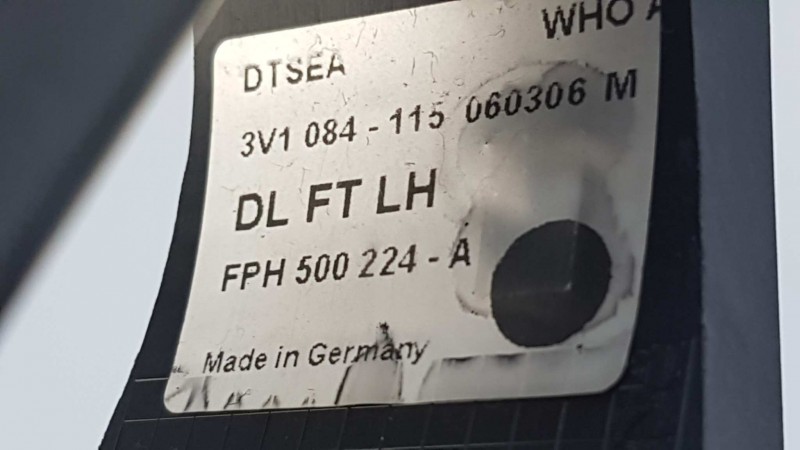 DTSEA WHO
3V1 084 - 115 060306 M
DL FT LH
FPH 500 224 - A
Made in Germany